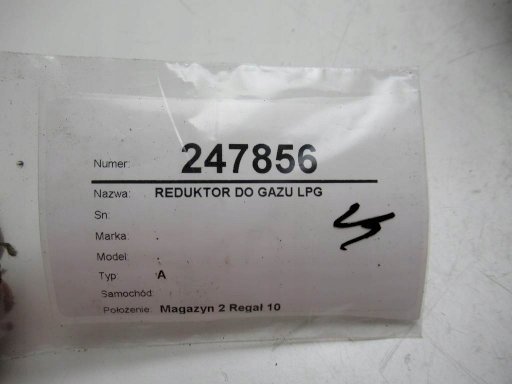 Numer: 247856
Nazwa: REDUKTOR DO GAZU LPG
Sn:
Marka:
Model:
Typ: A
Samochód:
Położenie: Magazyn 2 Regał 10